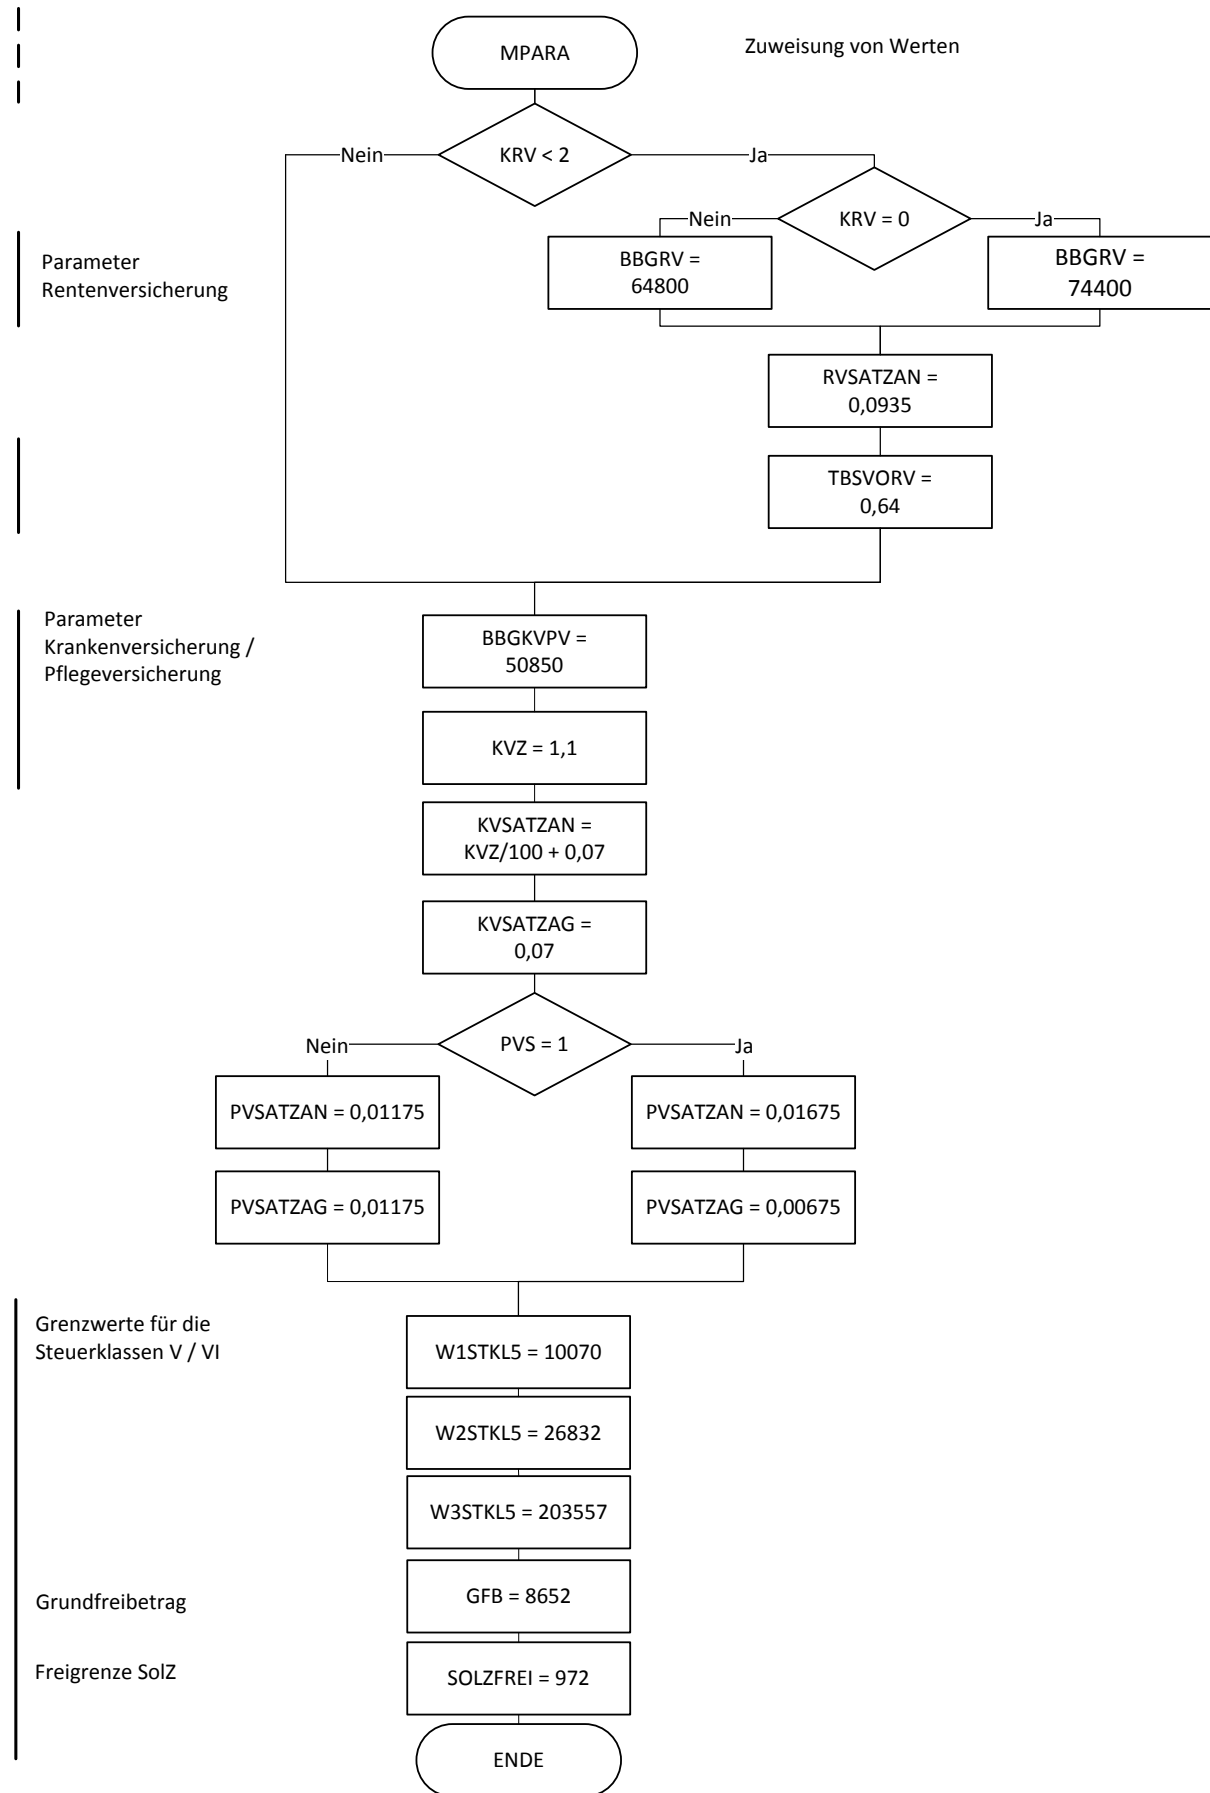 MPARA
Zuweisung von Werten
Nein
KRV < 2
Ja
Nein
KRV = 0
Ja
Parameter
Rentenversicherung
BBGRV =
64800
BBGRV =
74400
RVSATZAN =
0,0935
TBSVORV =
0,64
Parameter
Krankenversicherung /
Pflegeversicherung
BBGKVPV =
50850
KVZ = 1,1
KVSATZAN =
KVZ/100 + 0,07
KVSATZAG =
0,07
Nein
PVS = 1
Ja
PVSATZAN = 0,01175
PVSATZAN = 0,01675
PVSATZAG = 0,01175
PVSATZAG = 0,00675
Grenzwerte für die
Steuerklassen V / VI
W1STKL5 = 10070
W2STKL5 = 26832
W3STKL5 = 203557
Grundfreibetrag
GFB = 8652
Freigrenze SolZ
SOLZFREI = 972
ENDE